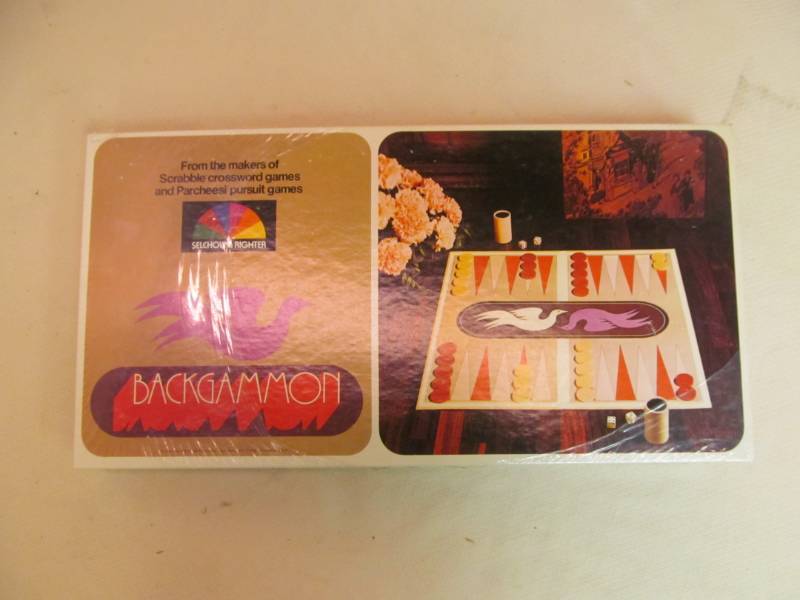 From the makers of
Scrabble crossword games
and Parcheesi pursuit games
SELCHOW & RIGHTER
BACKGAMMON